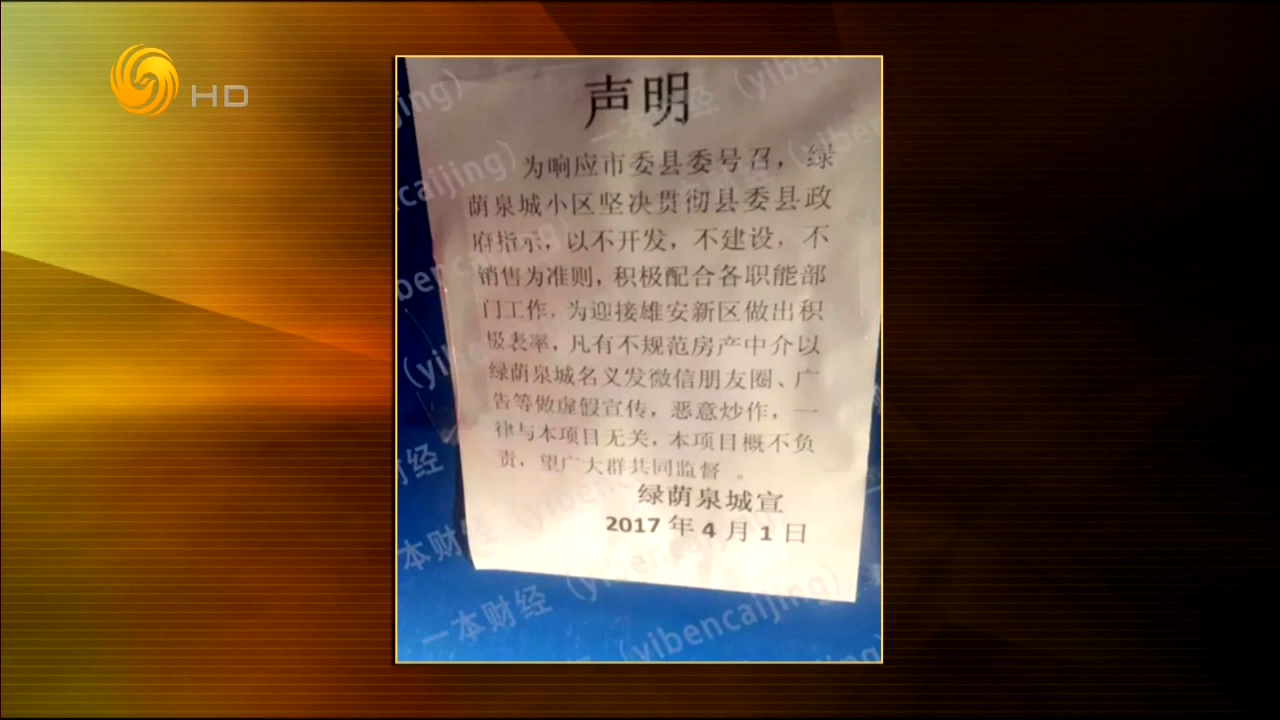 HD
声明
为响应市委县委号召，绿
荫泉城小区坚决贯彻县委县政
府指示，以不开发，不建设，不
销售为准则，积极配合各职能部
门工作，为迎接雄安新区做出积
极表率，凡有不规范房产中介以
绿荫泉城名义发微信朋友圈、广
告等做虚假宣传，恶意炒作，一
律与本项目无关，本项目概不负
责，望广大群共同监督。
绿荫泉城宣
2017年4月1日
一本财经（yibencaijing）